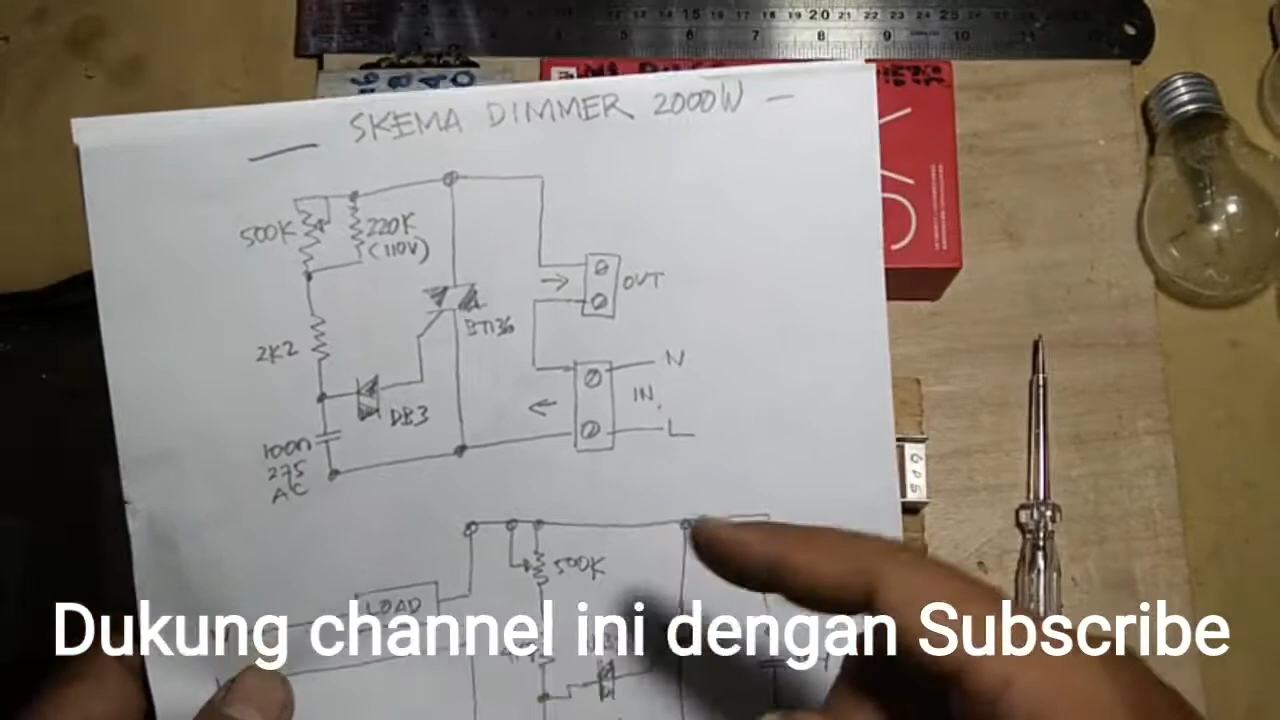 SKEMA DIMMER 2000W
500K
220K
(110V)
OUT
BT136
2K2
N
IN.
DB3
L
100n
275
AC
500K
LOAD
Dukung channel ini dengan Subscribe